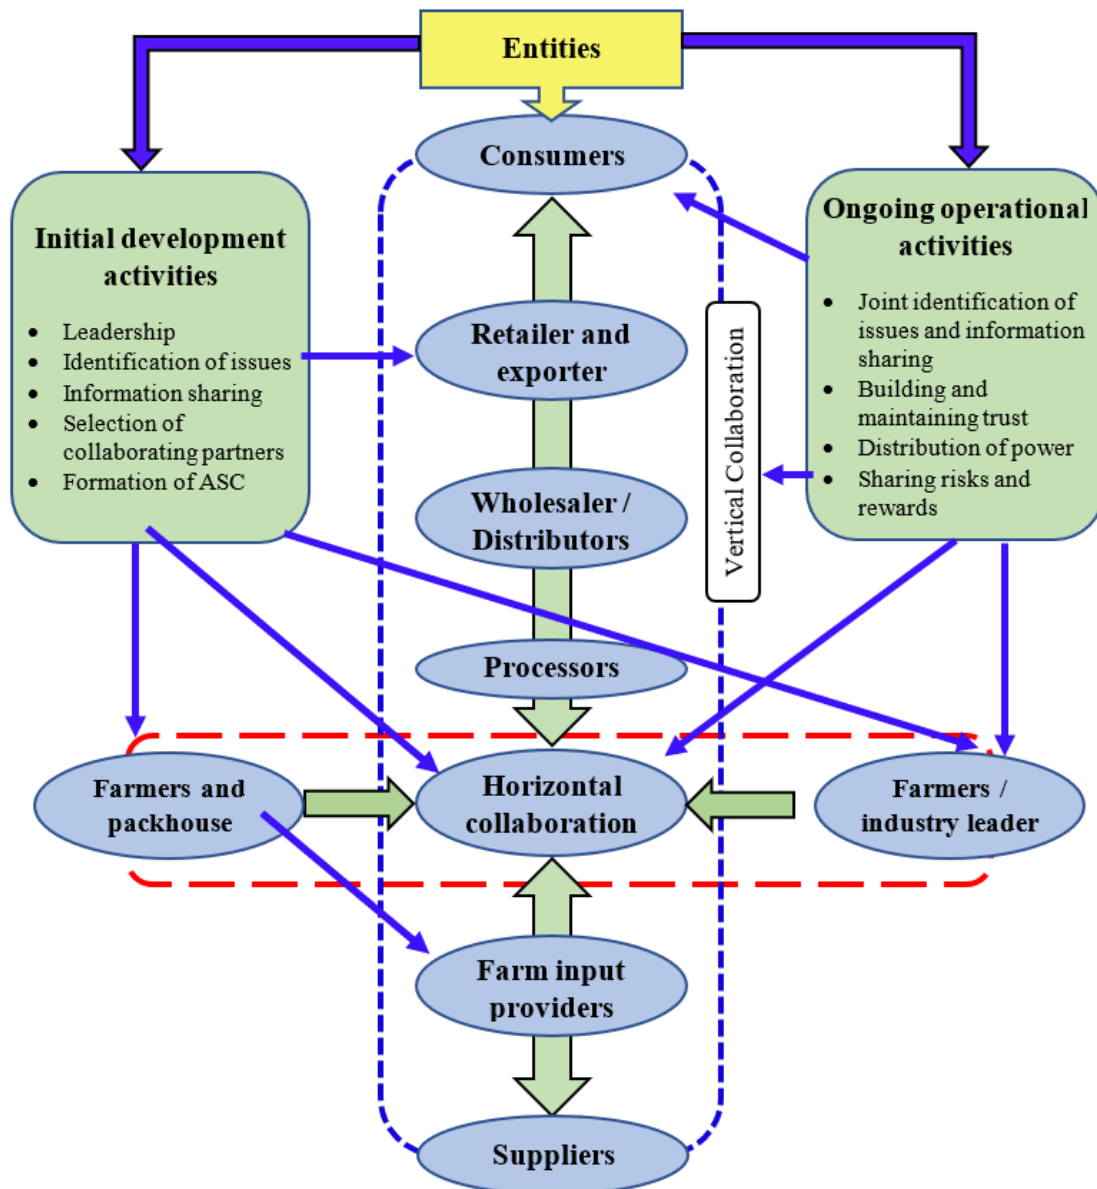 Entities
Consumers
Initial development
activities
• Leadership
• Identification of issues
• Information sharing
• Selection of
collaborating partners
• Formation of ASC
Ongoing operational
activities
• Joint identification of
issues and information
sharing
• Building and
maintaining trust
• Distribution of power
• Sharing risks and
rewards
Retailer and
exporter
Vertical Collaboration
Wholesaler /
Distributors
Processors
Farmers and
packhouse
Horizontal
collaboration
Farmers /
industry leader
Farm input
providers
Suppliers